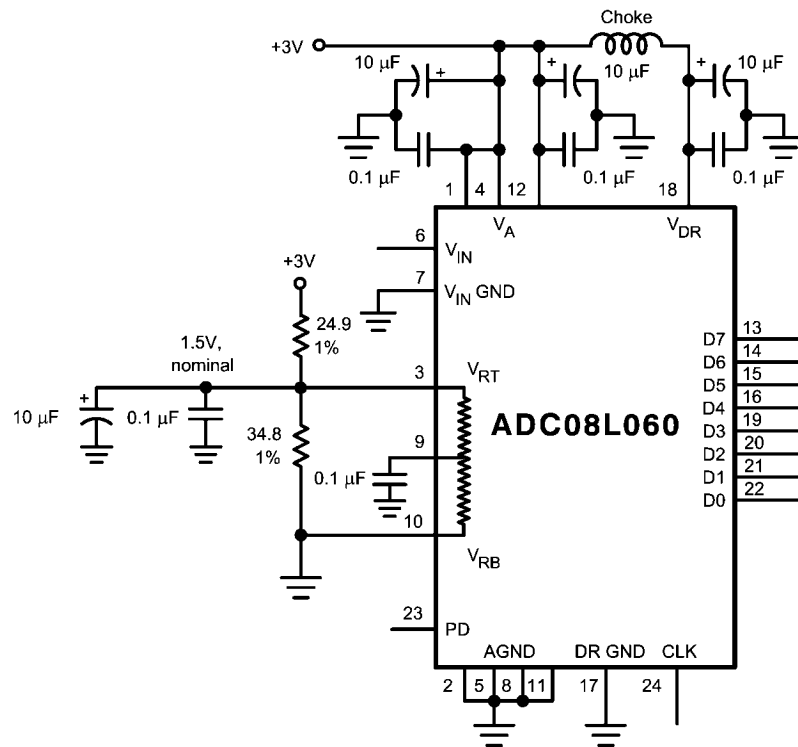 Choke
+3V
10 µF
+
+
10 µF
+
10 µF
0.1 µF
0.1 µF
0.1 µF
1
4
12
18
V_A
V_DR
6
V_IN
7
V_IN GND
+3V
24.9
1%
1.5V,
nominal
3
V_RT
+
10 µF
0.1 µF
34.8
1%
9
0.1 µF
10
V_RB
ADC08L060
D7
13
D6
14
D5
15
D4
16
D3
19
D2
20
D1
21
D0
22
23
PD
AGND
DR GND
CLK
2
5
8
11
17
24